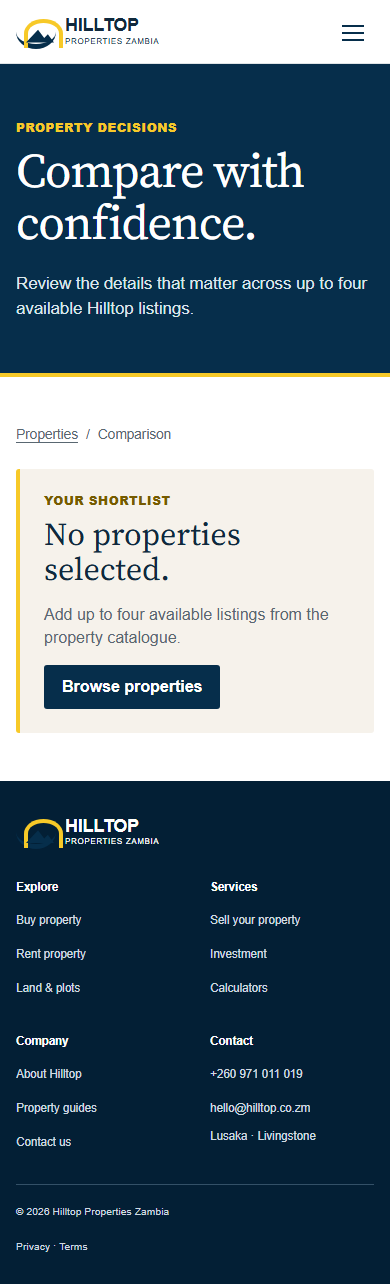 HILLTOP
PROPERTIES ZAMBIA
PROPERTY DECISIONS
Compare with
confidence.
Review the details that matter across up to four
available Hilltop listings.
Properties / Comparison
YOUR SHORTLIST
No properties
selected.
Add up to four available listings from the
property catalogue.
Browse properties
HILLTOP
PROPERTIES ZAMBIA
Explore
Buy property
Rent property
Land & plots
Services
Sell your property
Investment
Calculators
Company
About Hilltop
Property guides
Contact us
Contact
+260 971 011 019
hello@hilltop.co.zm
Lusaka · Livingstone
© 2026 Hilltop Properties Zambia
Privacy · Terms